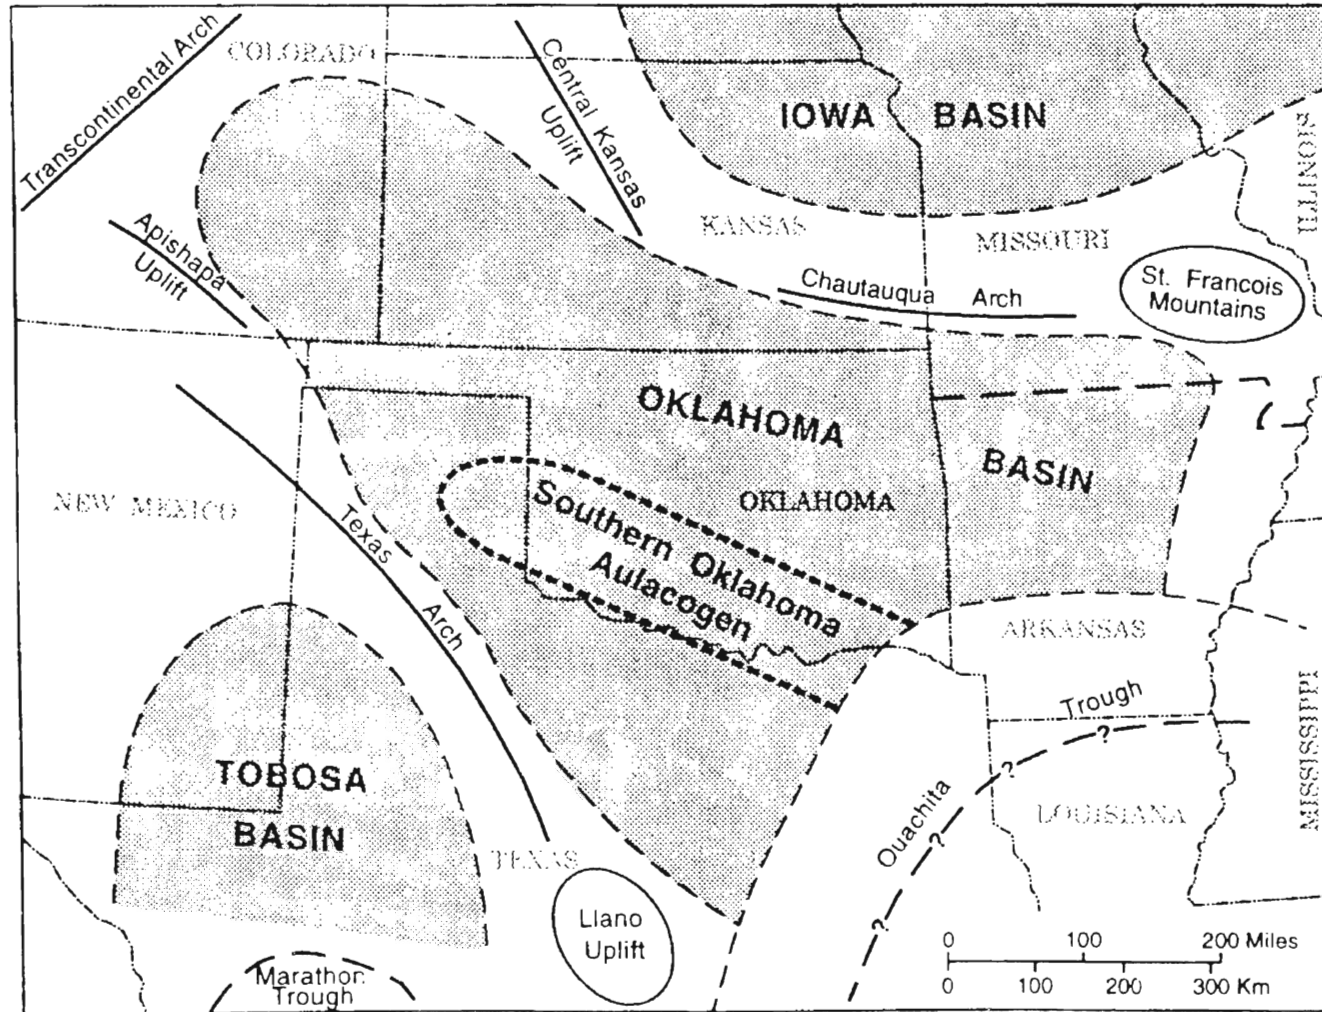 Transcontinental Arch
COLORADO
Central Kansas
Uplift
IOWA BASIN
ILLINOIS
Apishapa
Uplift
KANSAS
MISSOURI
St. Francois
Mountains
Chautauqua Arch
OKLAHOMA
BASIN
NEW MEXICO
Texas
Arch
OKLAHOMA
Southern Oklahoma
Aulacogen
ARKANSAS
Trough
?
?
MISSISSIPPI
TOBOSA
BASIN
LOUISIANA
Ouachita
?
?
TEXAS
Llano
Uplift
Marathon
Trough
0 100 200 Miles
0 100 200 300 Km